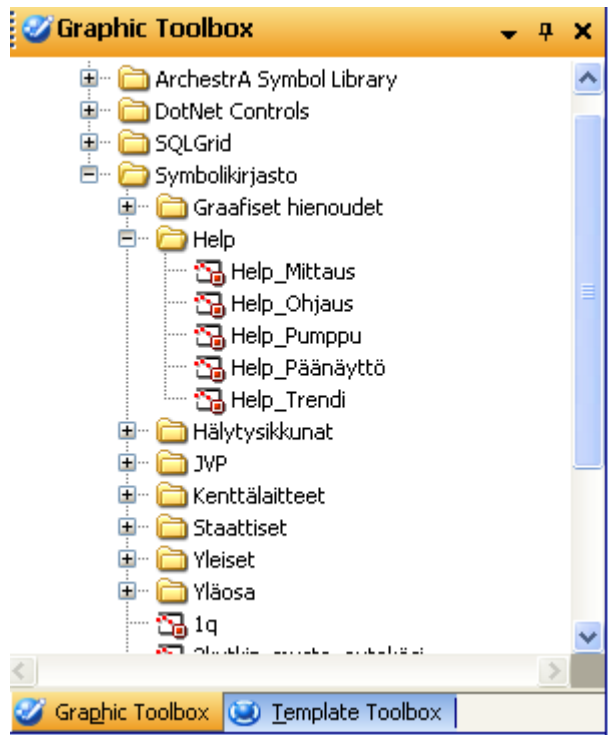 Graphic Toolbox
ArchestrA Symbol Library
DotNet Controls
SQLGrid
Symbolikirjasto
Graafiset hienoudet
Help
Help_Mittaus
Help_Ohjaus
Help_Pumppu
Help_Päänäyttö
Help_Trendi
Hälytysikkunat
JVP
Kenttälaitteet
Staattiset
Yleiset
Yläosa
1q
Graphic Toolbox
Template Toolbox